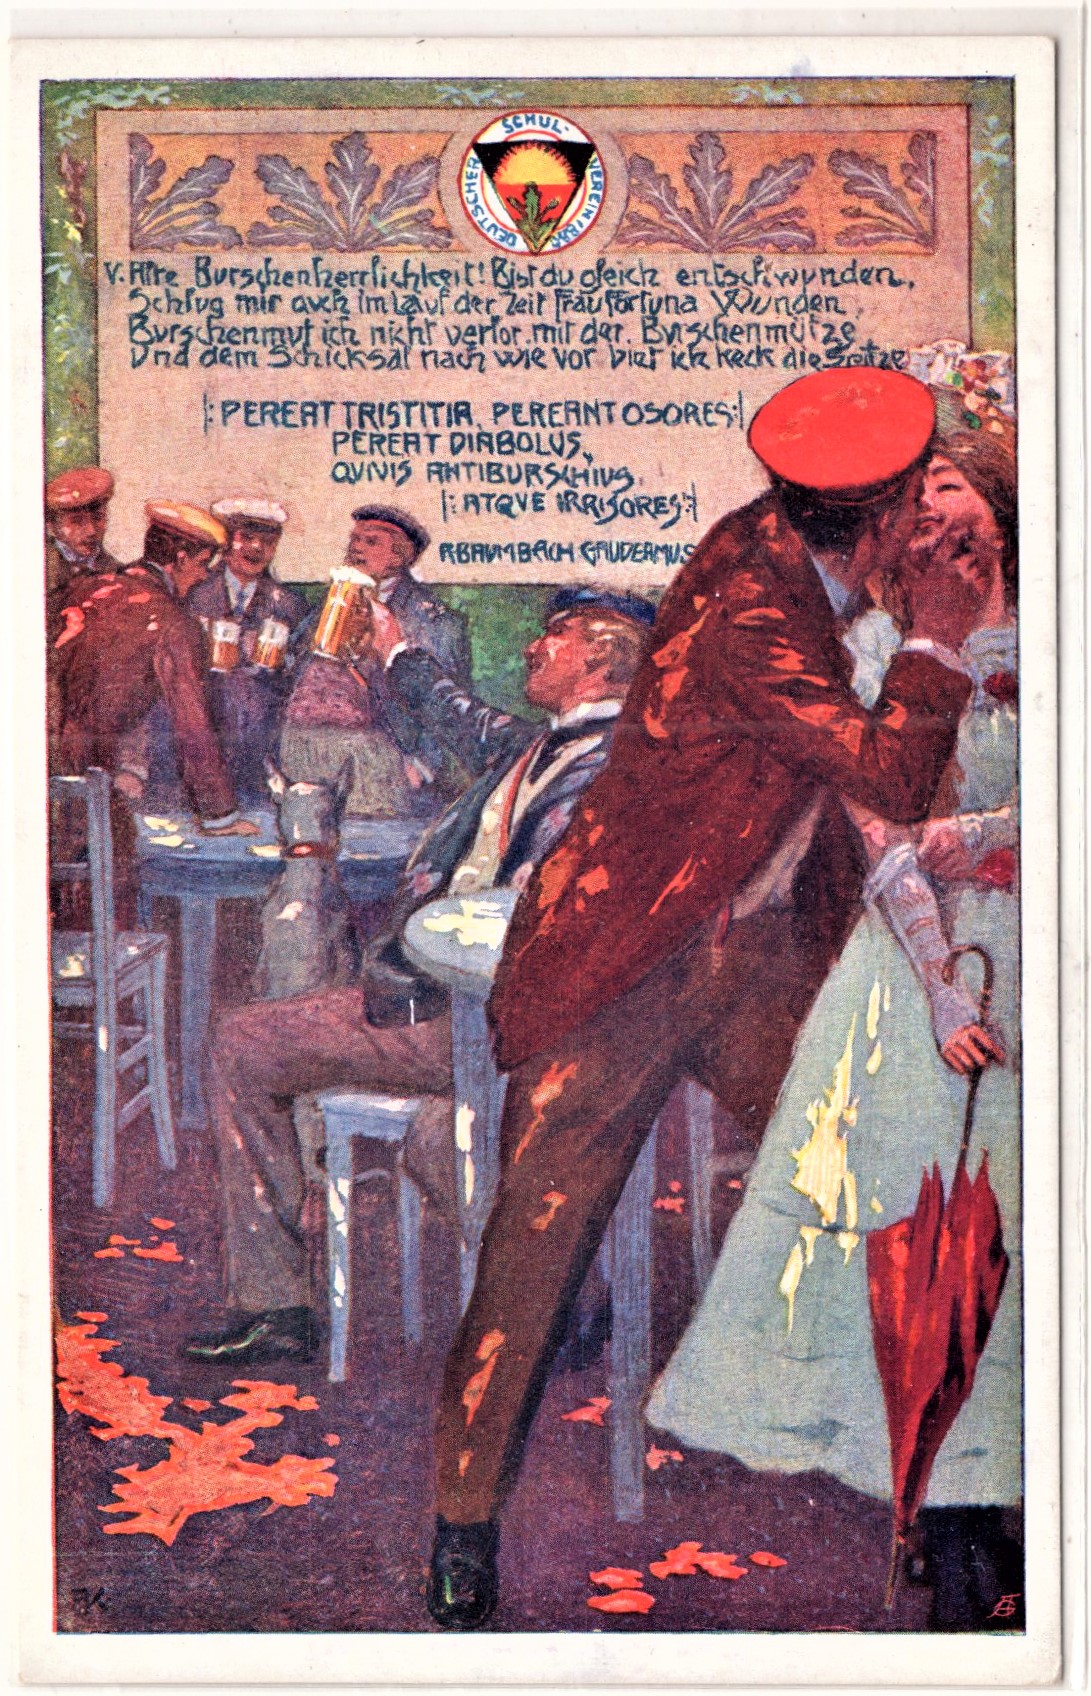 DEUTSCHER SCHUL-VEREIN 1880
V. Alte Burschenherrlichkeit! Bist du gleich entschwunden,
Schlug mir auch im Lauf der Zeit Frau Fortuna Wunden,
Burschenmut ich nicht verlor mit der Burschenmütze
Und dem Schicksal nach wie vor biet ich keck die Spitze
|: PEREAT TRISTITIA, PEREANT OSORES :|
PEREAT DIABOLUS,
QVIVIS ANTIBURSCHIUS,
|: ATQVE IRRISORES :|
R BAUMBACH GAUDEAMUS